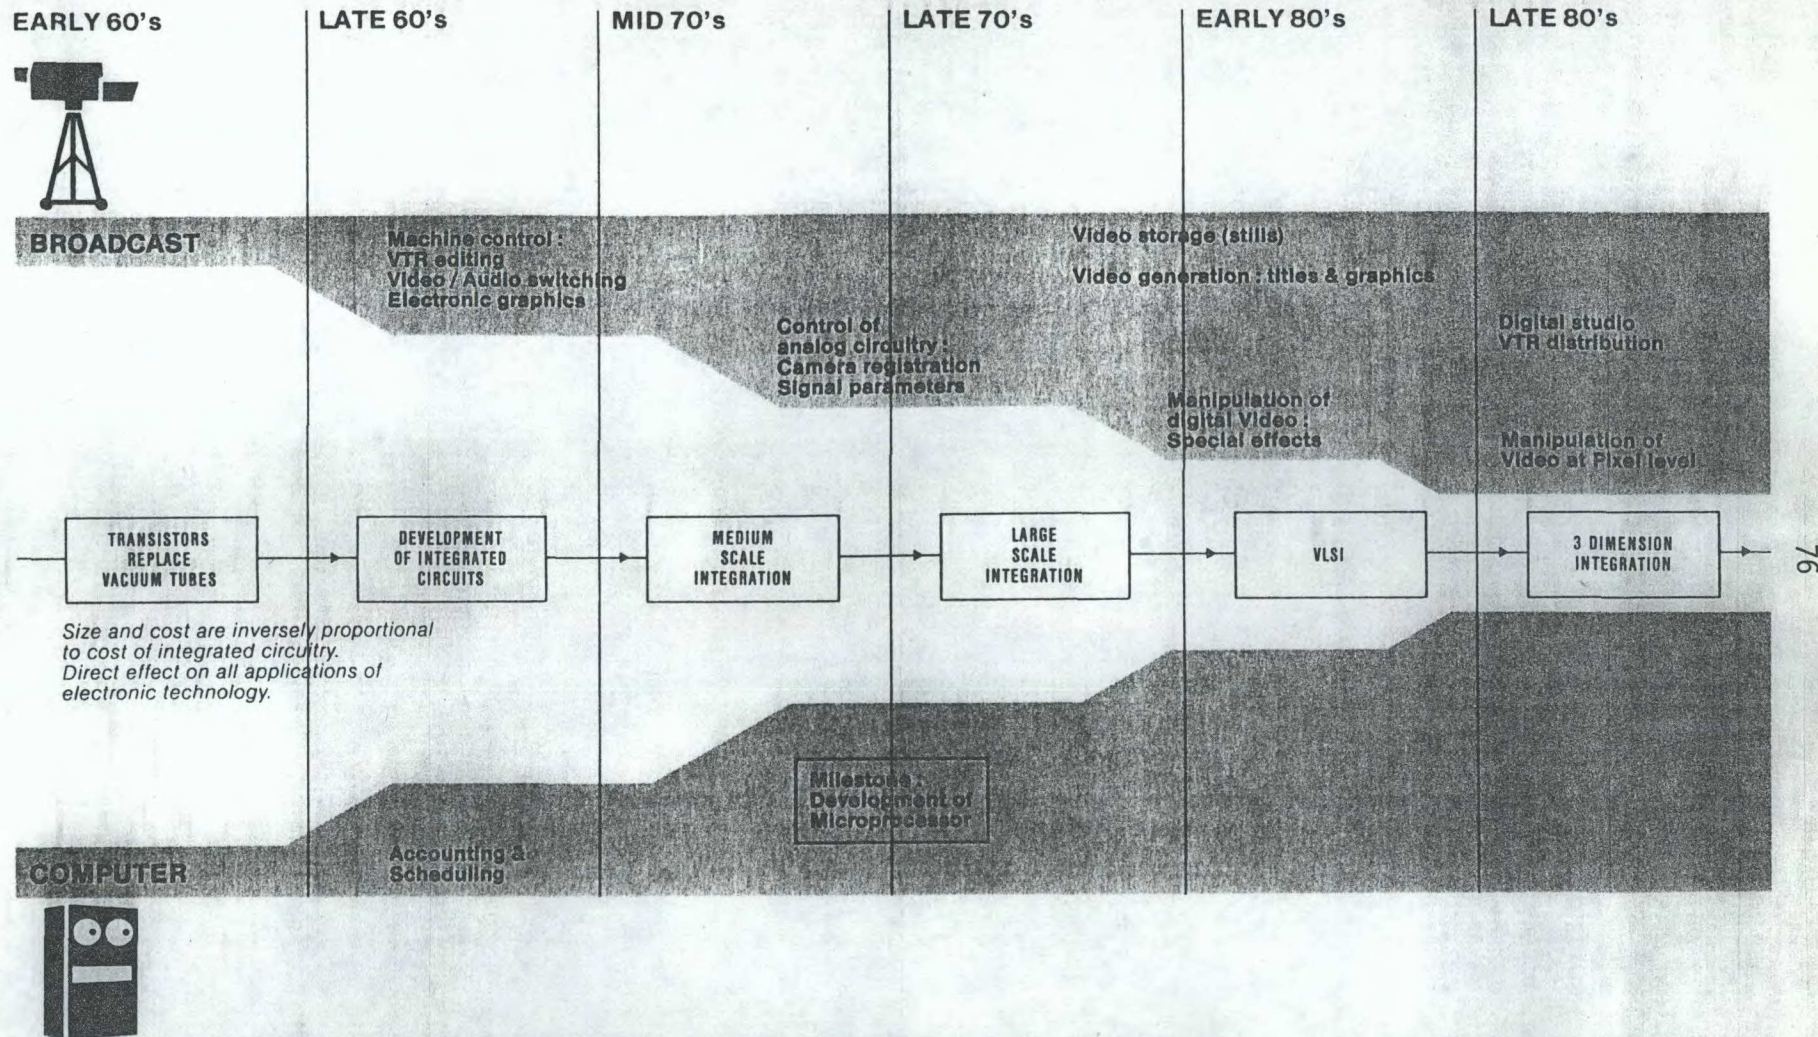 EARLY 60's
LATE 60's
MID 70's
LATE 70's
EARLY 80's
LATE 80's
BROADCAST
Machine control :
VTR editing
Video / Audio switching
Electronic graphics
Control of
analog circuitry :
Camera registration
Signal parameters
Video storage (stills)
Video generation : titles & graphics
Manipulation of
digital Video :
Special effects
Digital studio
VTR distribution
Manipulation of
Video at Pixel level
TRANSISTORS
REPLACE
VACUUM TUBES
DEVELOPMENT
OF INTEGRATED
CIRCUITS
MEDIUM
SCALE
INTEGRATION
LARGE
SCALE
INTEGRATION
VLSI
3 DIMENSION
INTEGRATION
76
Size and cost are inversely proportional
to cost of integrated circuitry.
Direct effect on all applications of
electronic technology.
Milestone :
Development of
Microprocessor
Accounting &
Scheduling
COMPUTER